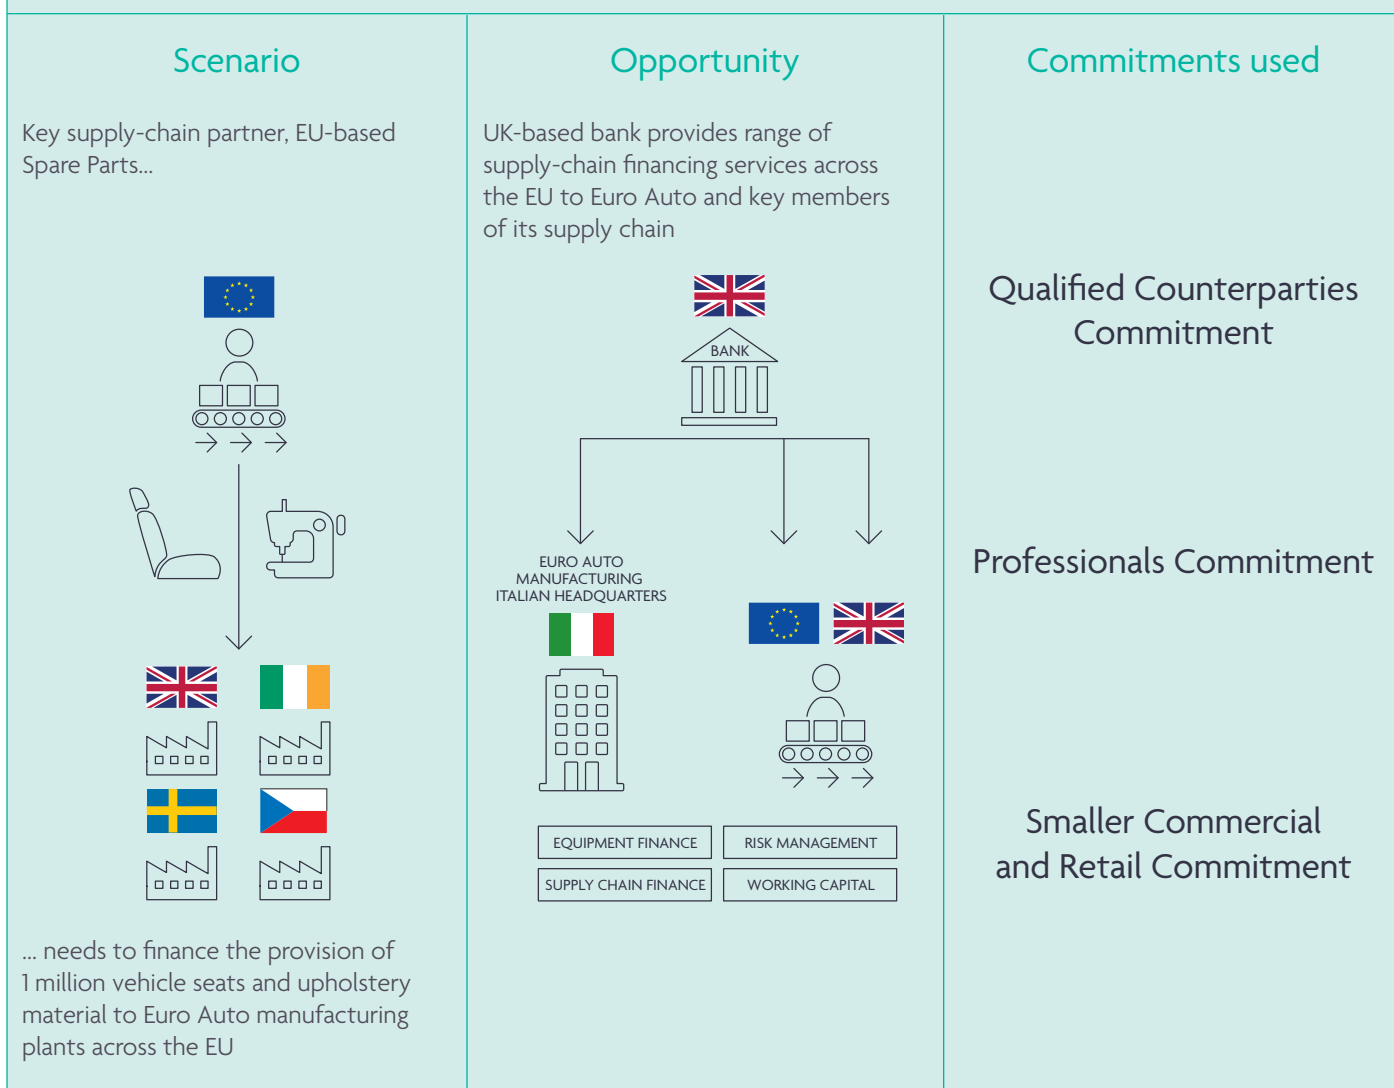 Scenario
Key supply-chain partner, EU-based
Spare Parts...
... needs to finance the provision of
1 million vehicle seats and upholstery
material to Euro Auto manufacturing
plants across the EU
Opportunity
UK-based bank provides range of
supply-chain financing services across
the EU to Euro Auto and key members
of its supply chain
BANK
EURO AUTO
MANUFACTURING
ITALIAN HEADQUARTERS
EQUIPMENT FINANCE
RISK MANAGEMENT
SUPPLY CHAIN FINANCE
WORKING CAPITAL
Commitments used
Qualified Counterparties
Commitment
Professionals Commitment
Smaller Commercial
and Retail Commitment